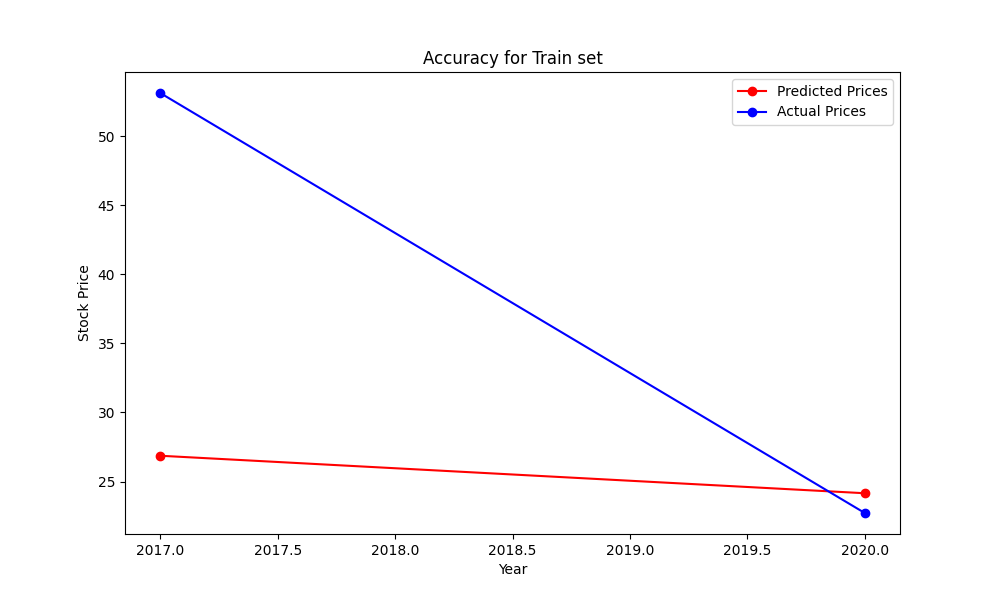 Accuracy for Train set
Predicted Prices
Actual Prices
Stock Price
50
45
40
35
30
25
2017.0 2017.5 2018.0 2018.5 2019.0 2019.5 2020.0
Year